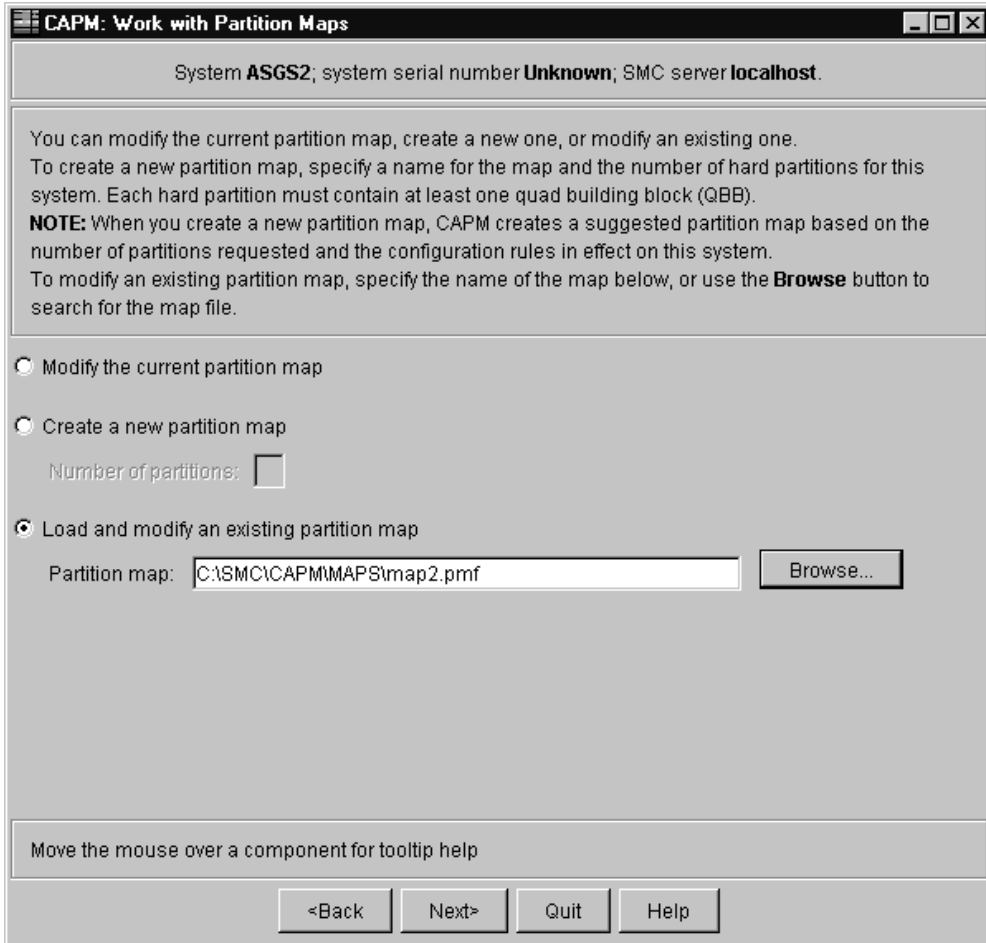 CAPM: Work with Partition Maps
System ASGS2; system serial number Unknown; SMC server localhost.
You can modify the current partition map, create a new one, or modify an existing one.
To create a new partition map, specify a name for the map and the number of hard partitions for this
system. Each hard partition must contain at least one quad building block (QBB).
NOTE: When you create a new partition map, CAPM creates a suggested partition map based on the
number of partitions requested and the configuration rules in effect on this system.
To modify an existing partition map, specify the name of the map below, or use the Browse button to
search for the map file.
Modify the current partition map
Create a new partition map
Number of partitions:
Load and modify an existing partition map
Partition map: C:\SMC\CAPM\MAPS\map2.pmf Browse...
Move the mouse over a component for tooltip help
<Back Next> Quit Help